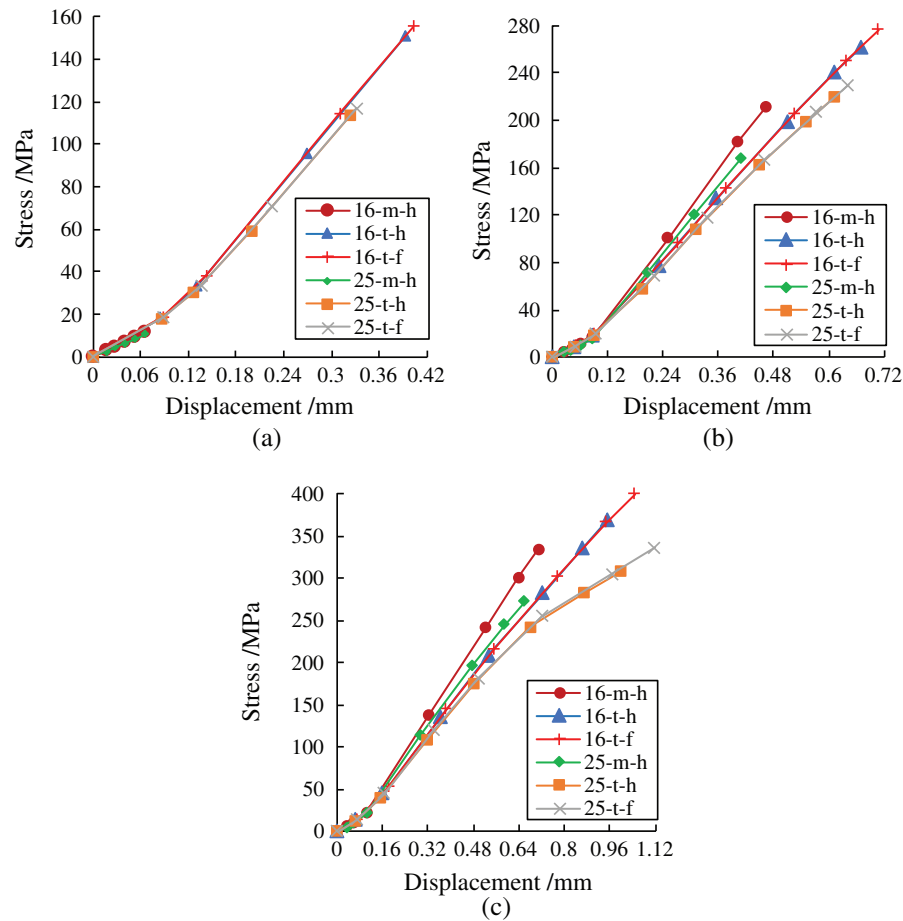 160
140
120
100
80
60
40
20
0
Stress /MPa
0 0.06 0.12 0.18 0.24 0.3 0.36 0.42
Displacement /mm
16-m-h
16-t-h
16-t-f
25-m-h
25-t-h
25-t-f
(a)
280
240
200
160
120
80
40
0
Stress /MPa
0 0.12 0.24 0.36 0.48 0.6 0.72
Displacement /mm
16-m-h
16-t-h
16-t-f
25-m-h
25-t-h
25-t-f
(b)
400
350
300
250
200
150
100
50
0
Stress /MPa
0 0.16 0.32 0.48 0.64 0.8 0.96 1.12
Displacement /mm
16-m-h
16-t-h
16-t-f
25-m-h
25-t-h
25-t-f
(c)